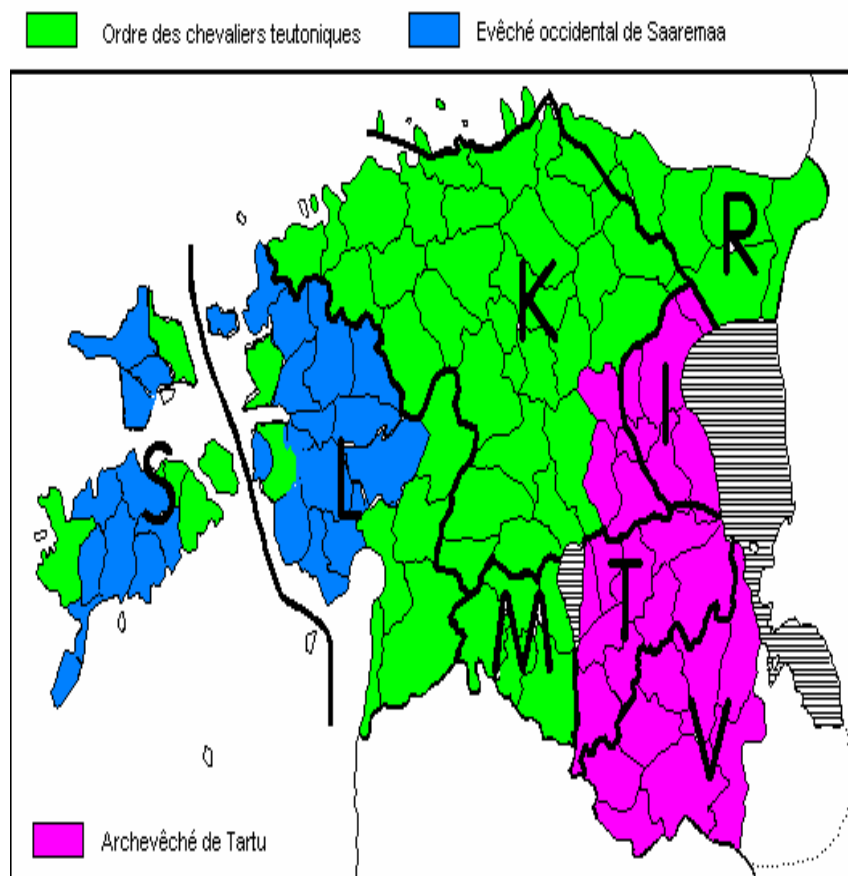 Ordre des chevaliers teutoniques
Evêché occidental de Saaremaa
R
K
I
S
L
T
M
V
Archevêché de Tartu